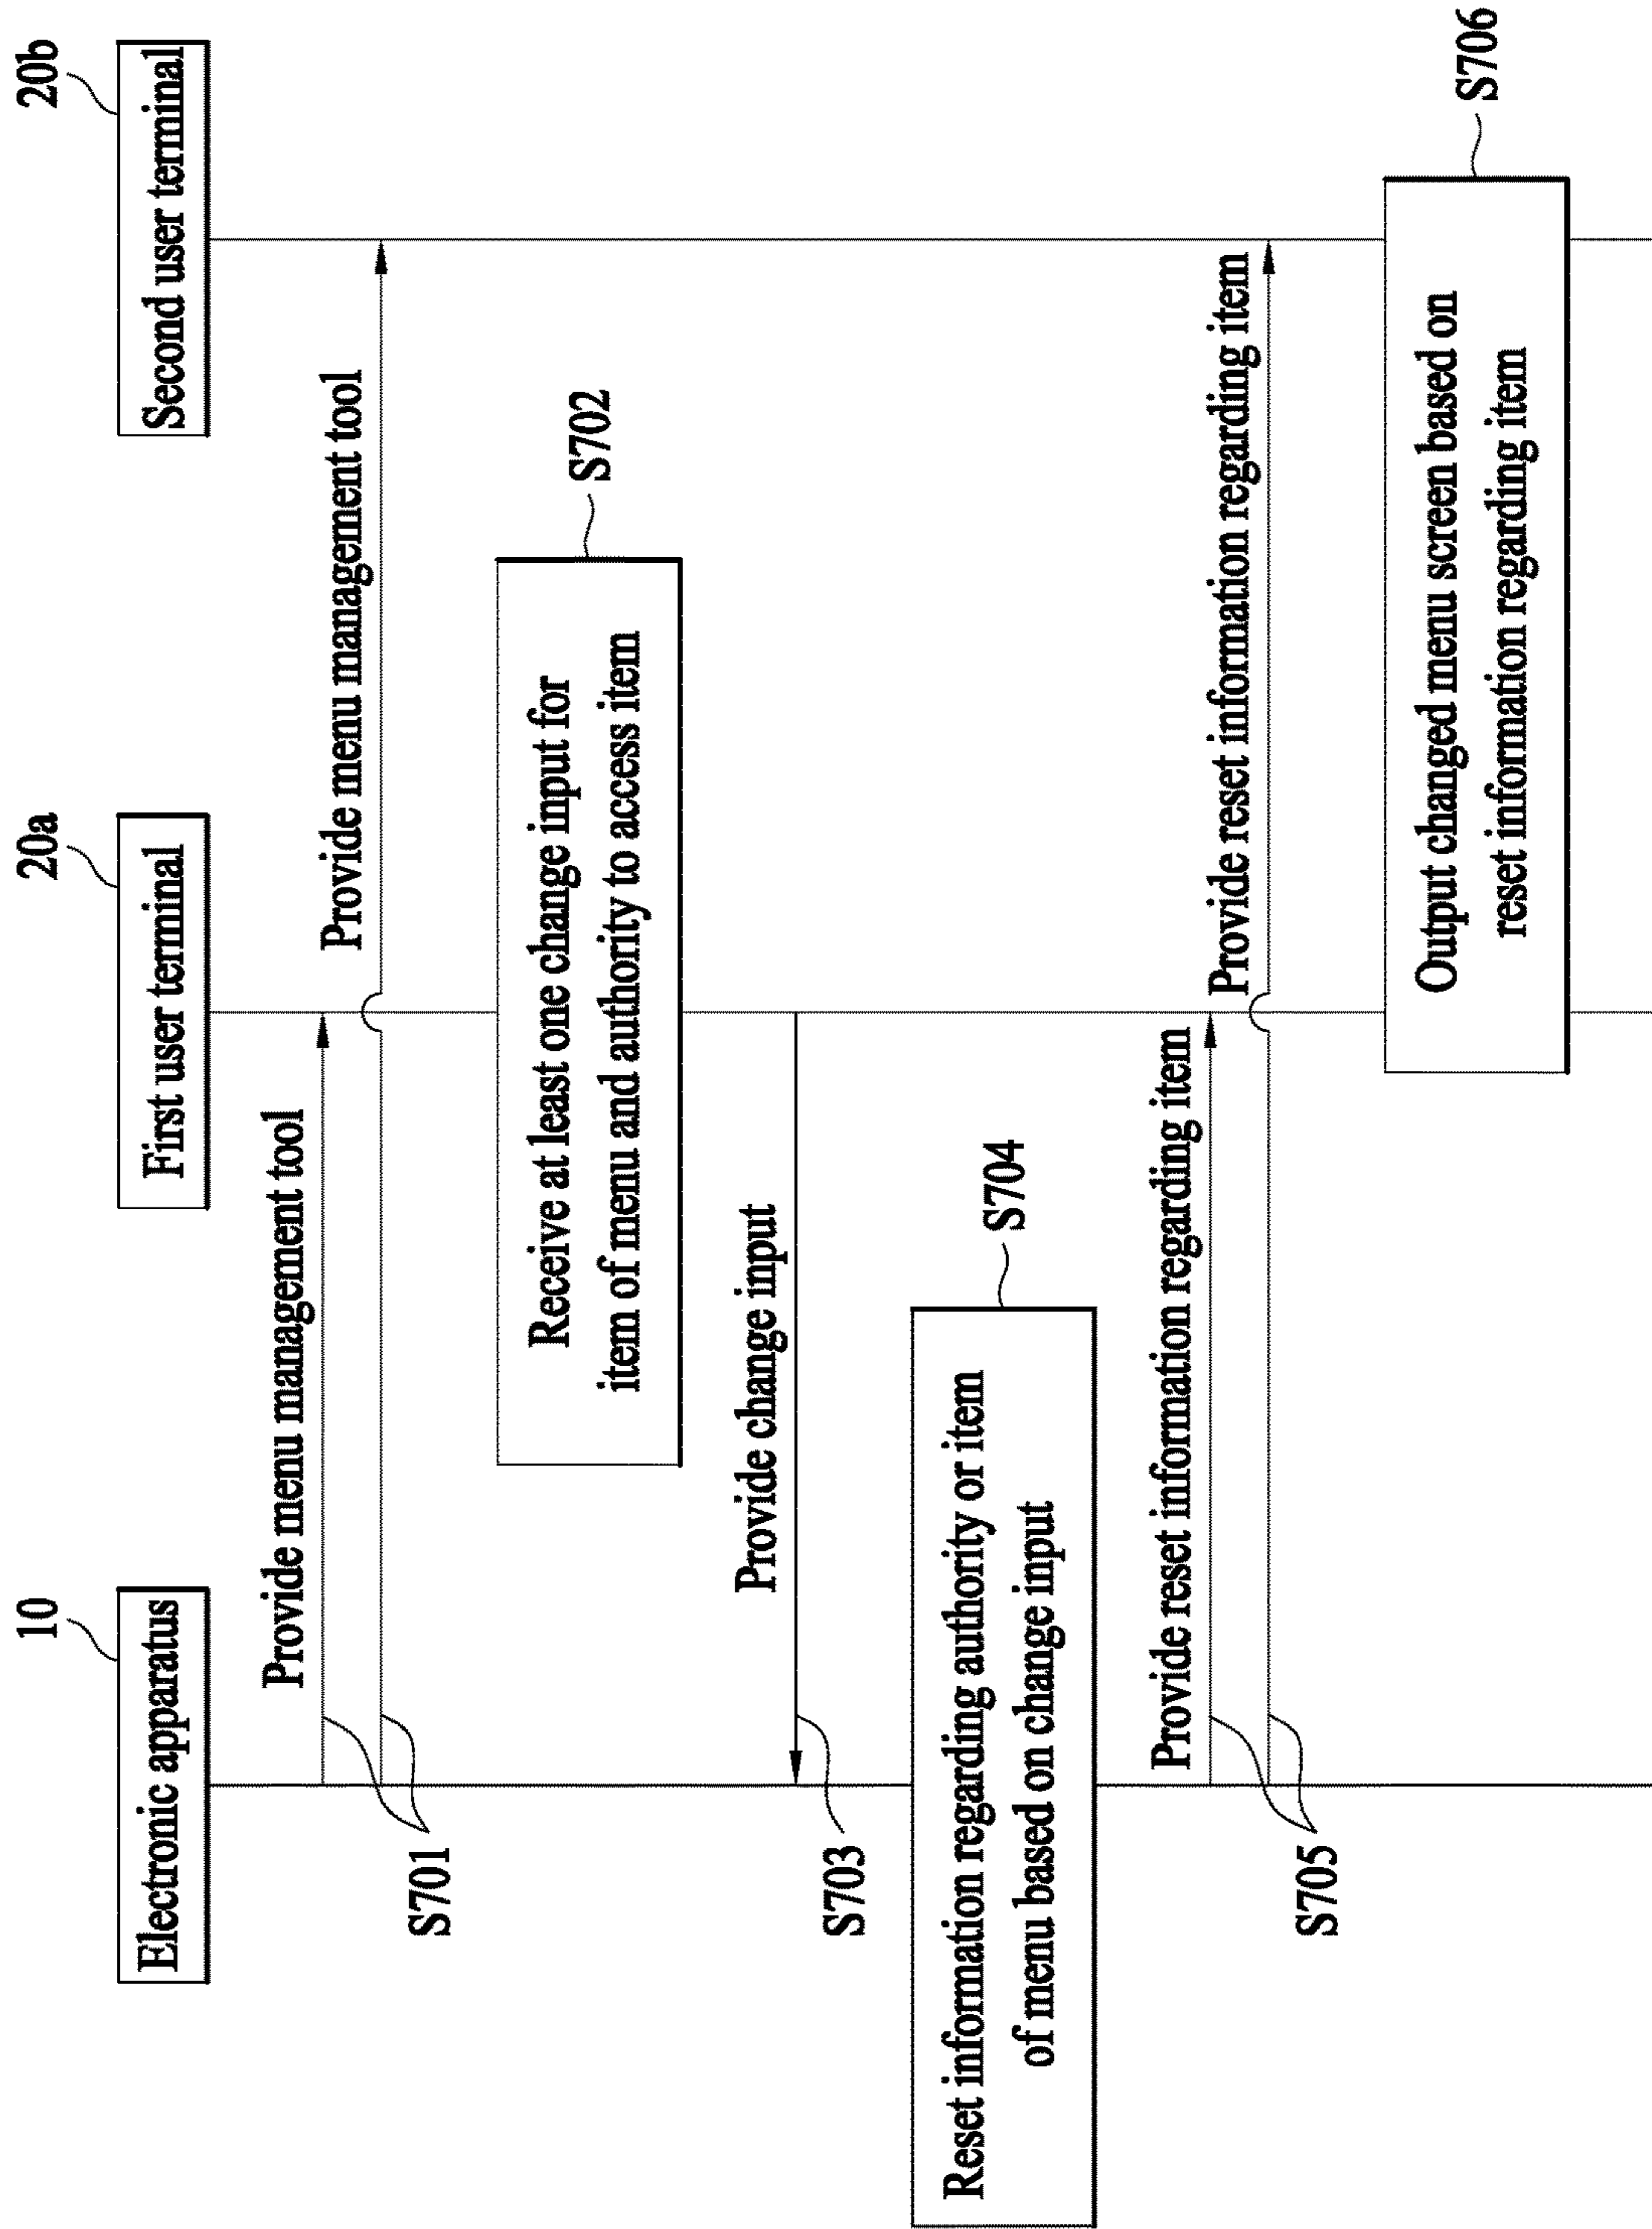 10
20a
20b
Electronic apparatus
First user terminal
Second user terminal
Provide menu management tool
Provide menu management tool
S701
Receive at least one change input for
item of menu and authority to access item
S702
Provide change input
S703
Reset information regarding authority or item
of menu based on change input
S704
Provide reset information regarding item
Provide reset information regarding item
S705
Output changed menu screen based on
reset information regarding item
S706